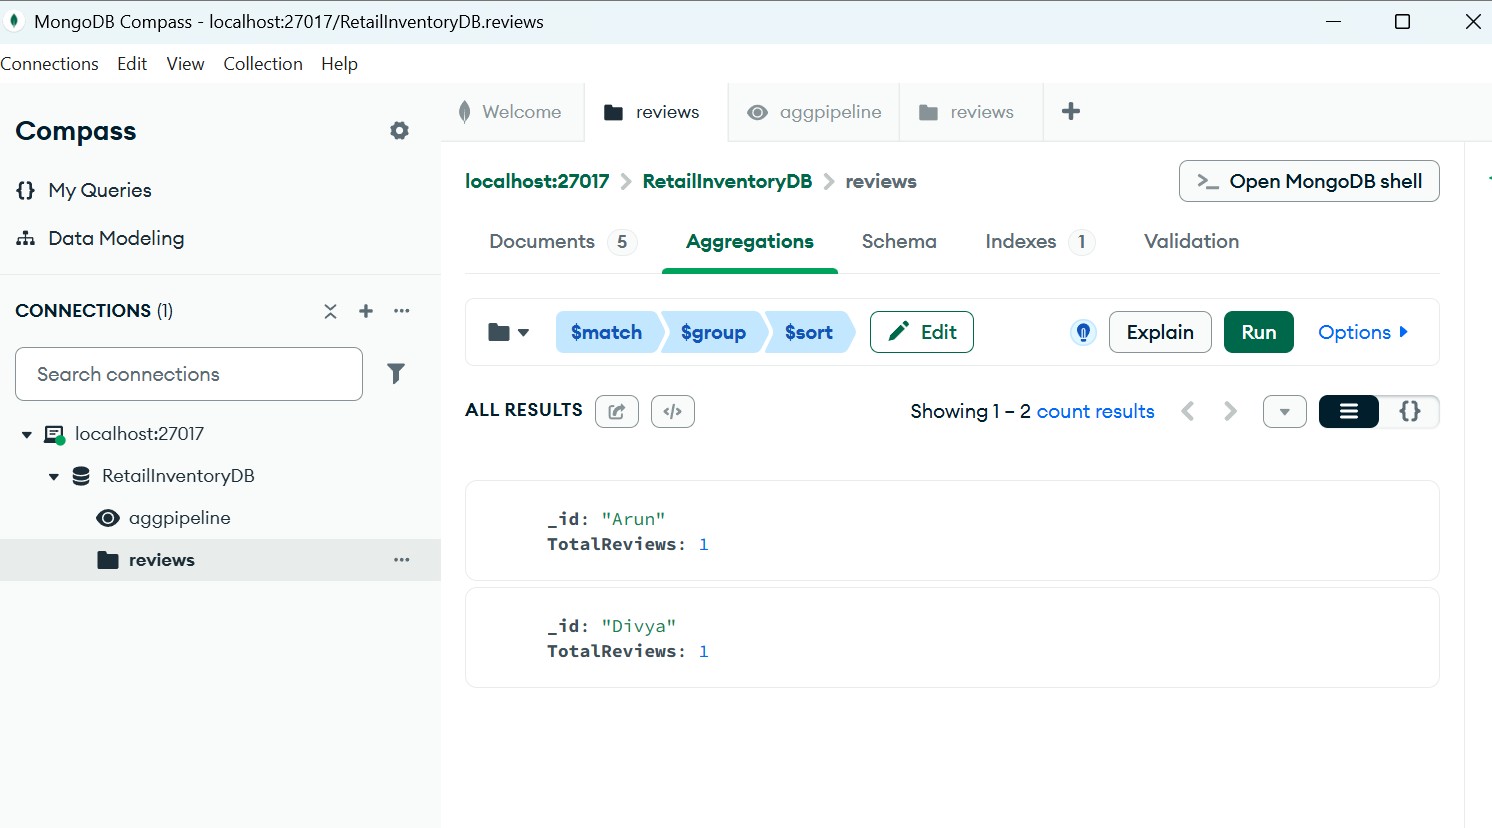 MongoDB Compass - localhost:27017/RetailInventoryDB.reviews
Connections Edit View Collection Help
Compass
{} My Queries
Data Modeling
CONNECTIONS (1)
Search connections
localhost:27017
RetailInventoryDB
aggpipeline
reviews
Welcome reviews aggpipeline reviews
localhost:27017 > RetailInventoryDB > reviews
>_ Open MongoDB shell
Documents 5 Aggregations Schema Indexes 1 Validation
$match $group $sort Edit Explain Run Options
ALL RESULTS </> Showing 1 – 2 count results {}
_id: "Arun"
TotalReviews: 1
_id: "Divya"
TotalReviews: 1